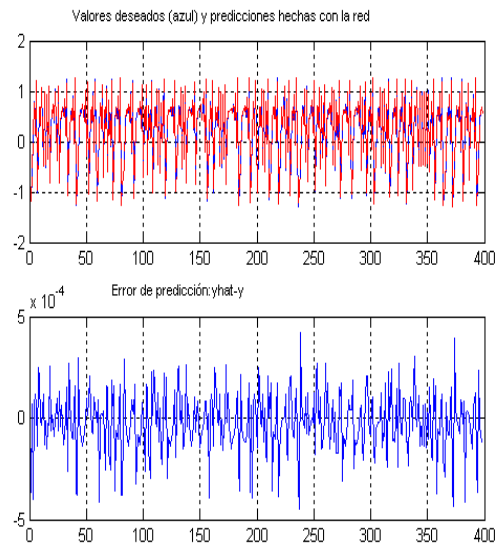 Valores deseados (azul) y predicciones hechas con la red
2
1
0
-1
-2
0 50 100 150 200 250 300 350 400
x 10-4
Error de predicción:yhat-y
5
0
-5
0 50 100 150 200 250 300 350 400